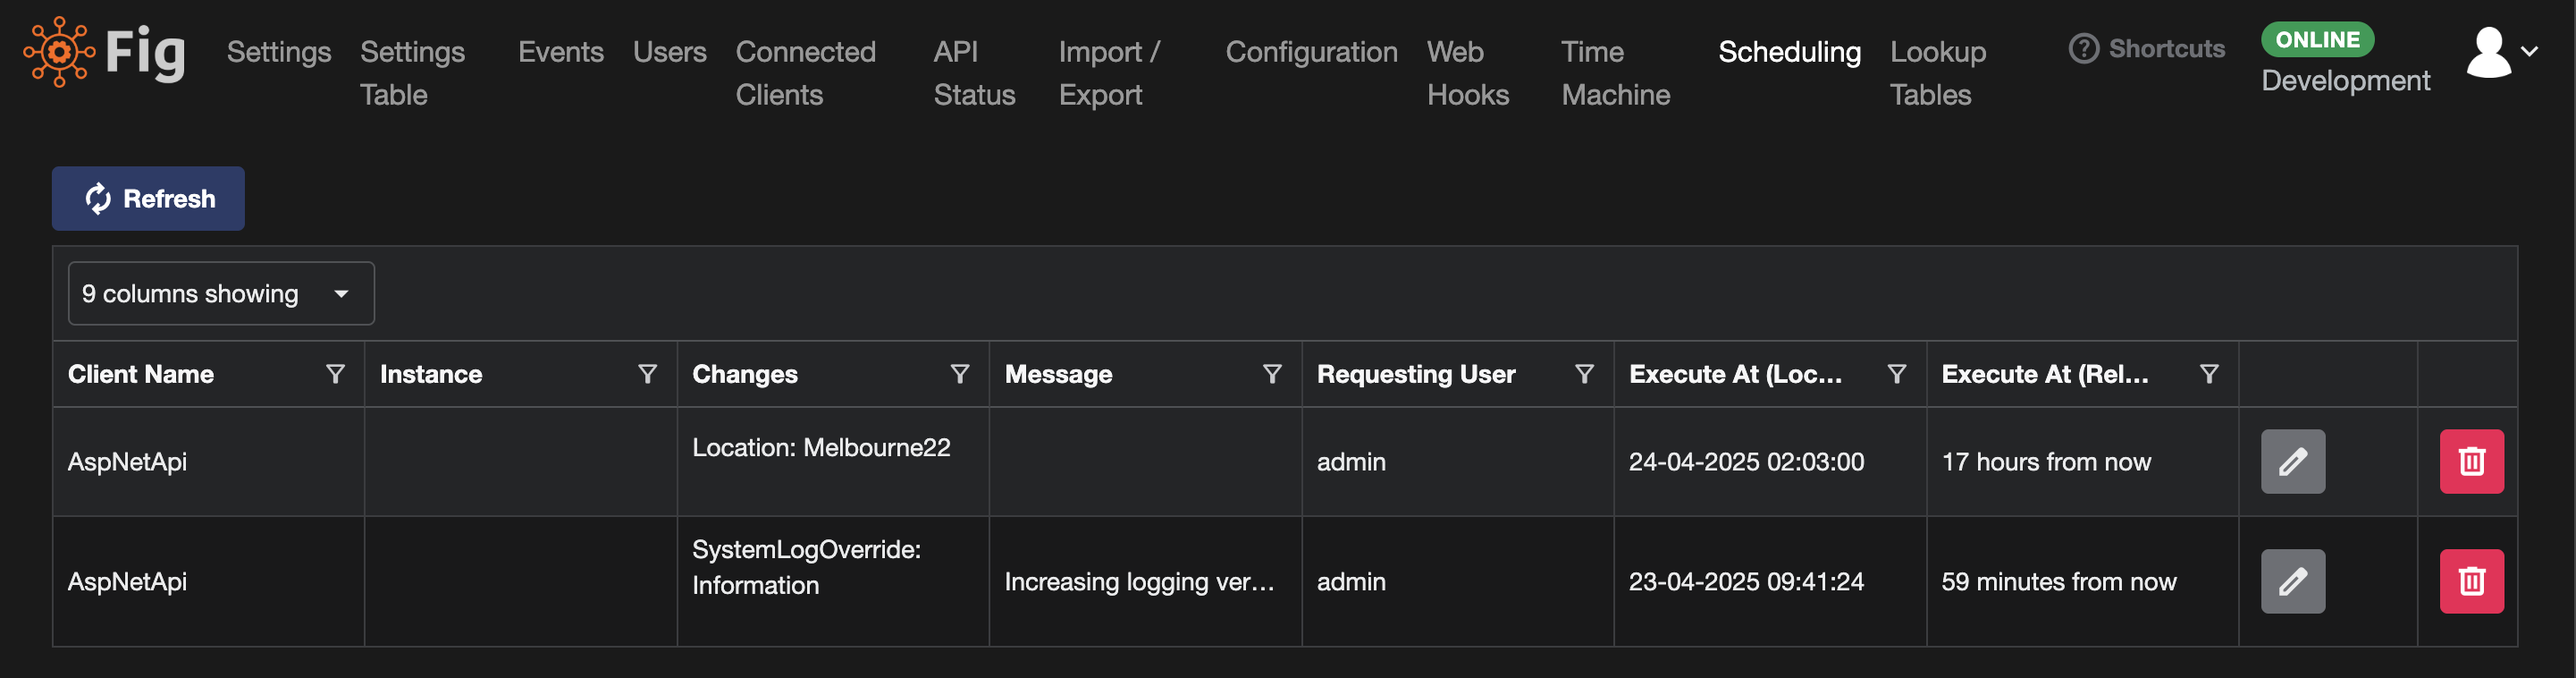 Fig
Settings
Settings
Table
Events
Users
Connected
Clients
API
Status
Import /
Export
Configuration
Web
Hooks
Time
Machine
Scheduling
Lookup
Tables
? Shortcuts
ONLINE
Development
Refresh
9 columns showing
Client Name
Instance
Changes
Message
Requesting User
Execute At (Loc...
Execute At (Rel...
AspNetApi
Location: Melbourne22
admin
24-04-2025 02:03:00
17 hours from now
AspNetApi
SystemLogOverride:
Information
Increasing logging ver...
admin
23-04-2025 09:41:24
59 minutes from now